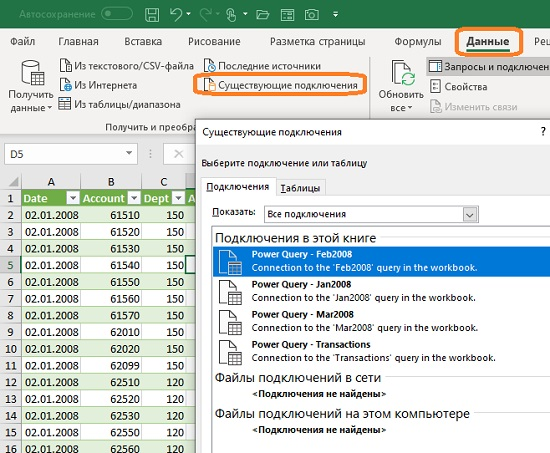 Автосохранение
Файл Главная Вставка Рисование Разметка страницы Формулы Данные
Получить данные
Из текстового/CSV-файла
Из Интернета
Из таблицы/диапазона
Последние источники
Существующие подключения
Обновить все
Запросы и подключен
Свойства
Изменить связи
Получить и преобра
D5
A B C
1 Date Account Dept A
2 02.01.2008 61510 150
3 02.01.2008 61520 150
4 02.01.2008 61530 150
5 02.01.2008 61540 150
6 02.01.2008 61550 150
7 02.01.2008 61560 150
8 02.01.2008 61570 150
9 02.01.2008 62010 150
10 02.01.2008 62020 150
11 02.01.2008 62099 150
12 02.01.2008 62510 120
13 02.01.2008 62520 120
14 02.01.2008 62530 120
15 02.01.2008 62550 120
16 02.01.2008 62560 120
Существующие подключения
Выберите подключение или таблицу
Подключения Таблицы
Показать: Все подключения
Подключения в этой книге
Power Query - Feb2008
Connection to the 'Feb2008' query in the workbook.
Power Query - Jan2008
Connection to the 'Jan2008' query in the workbook.
Power Query - Mar2008
Connection to the 'Mar2008' query in the workbook.
Power Query - Transactions
Connection to the 'Transactions' query in the workbook.
Файлы подключений в сети
<Подключения не найдены>
Файлы подключений на этом компьютере
<Подключения не найдены>